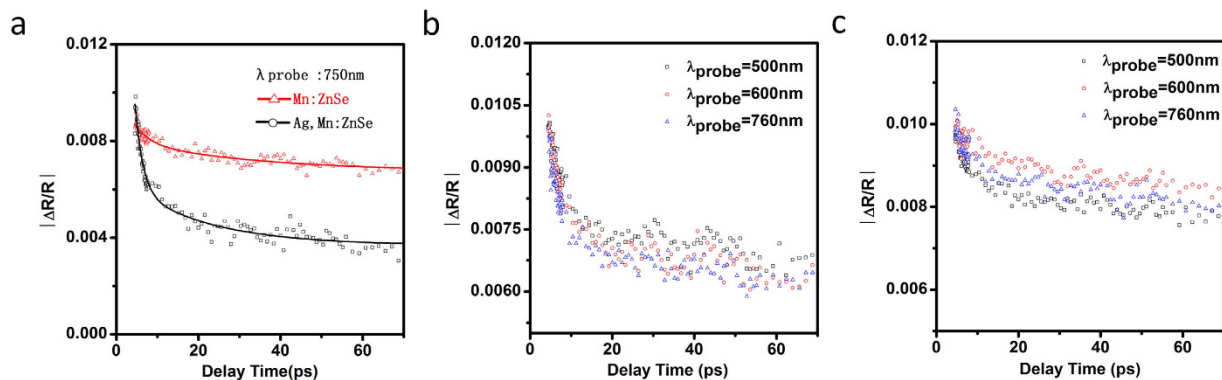 a
0.012
0.008
0.004
0.000
| ΔR/R |
λ probe :750nm
Mn:ZnSe
Ag,Mn:ZnSe
0
20
40
60
Delay Time(ps)
b
0.0120
0.0105
0.0090
0.0075
0.0060
| ΔR/R |
λprobe=500nm
λprobe=600nm
λprobe=760nm
0
20
40
60
Delay Time (ps)
c
0.012
0.010
0.008
0.006
| ΔR/R |
λprobe=500nm
λprobe=600nm
λprobe=760nm
0
20
40
60
Delay Time (ps)